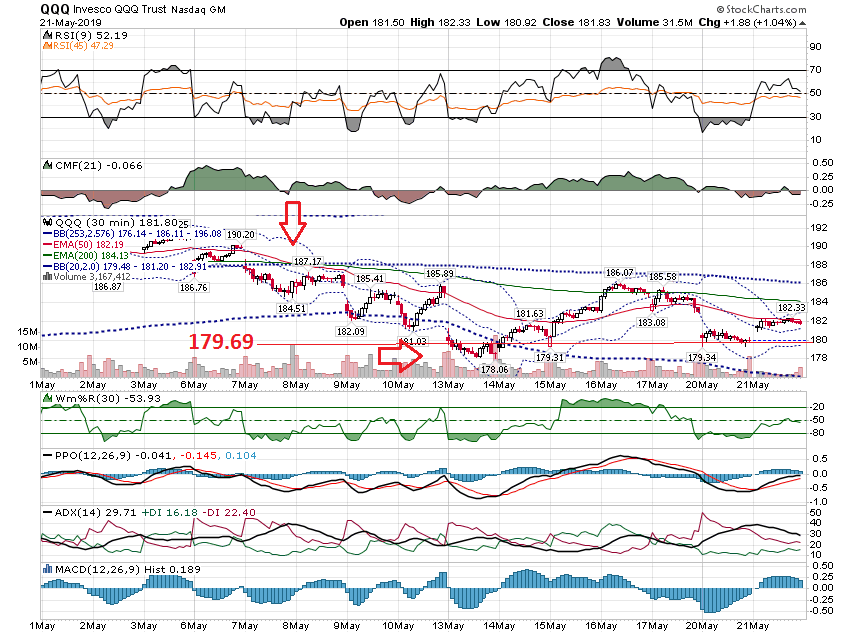 QQQ Invesco QQQ Trust Nasdaq GM
© StockCharts.com
21-May-2019
Open 181.50 High 182.33 Low 180.92 Close 181.83 Volume 31.5M Chg +1.88 (+1.04%)
RSI(9) 52.19
RSI(45) 47.29
90
70
50
30
10
CMF(21) -0.066
0.50
0.25
0.00
-0.25
QQQ (30 min) 181.80
BB(253,2.576) 176.14 - 186.11 - 196.08
EMA(50) 182.19
EMA(200) 184.13
BB(20,2.0) 179.48 - 181.20 - 182.91
Volume 3,167,412
192
190
188
186
184
182
180
178
15M
10M
5M
186.87
186.76
190.20
184.51
187.17
182.09
185.41
181.03
185.89
178.06
181.63
179.31
186.07
183.08
185.58
179.34
182.33
179.69
1May 2May 3May 6May 7May 8May 9May 10May 13May 14May 15May 16May 17May 20May 21May
Wm%R(30) -53.93
-20
-50
-80
PPO(12,26,9) -0.041, -0.145, 0.104
0.5
0.0
-0.5
-1.0
ADX(14) 29.71 +DI 16.18 -DI 22.40
50
40
30
20
10
MACD(12,26,9) Hist 0.189
0.50
0.25
0.00
-0.25
-0.50
1May 2May 3May 6May 7May 8May 9May 10May 13May 14May 15May 16May 17May 20May 21May